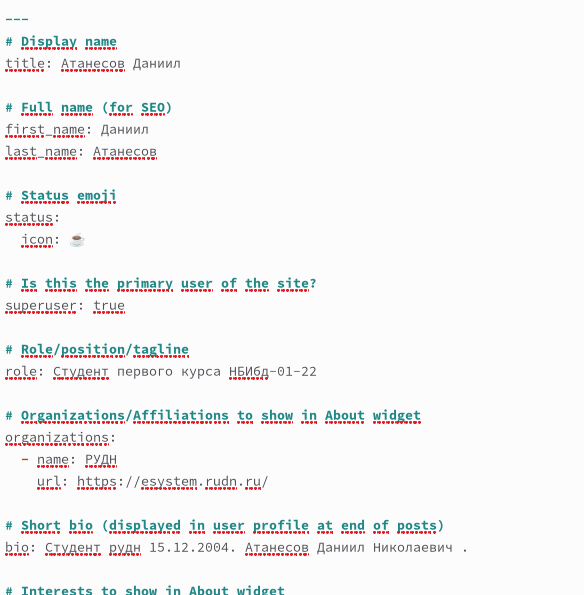 ---
# Display name
title: Атанесов Даниил
# Full name (for SEO)
first_name: Даниил
last_name: Атанесов
# Status emoji
status:
icon: ☕
# Is this the primary user of the site?
superuser: true
# Role/position/tagline
role: Студент первого курса НБИбд-01-22
# Organizations/Affiliations to show in About widget
organizations:
- name: РУДН
url: https://esystem.rudn.ru/
# Short bio (displayed in user profile at end of posts)
bio: Студент рудн 15.12.2004. Атанесов Даниил Николаевич .
# Interests to show in About widget